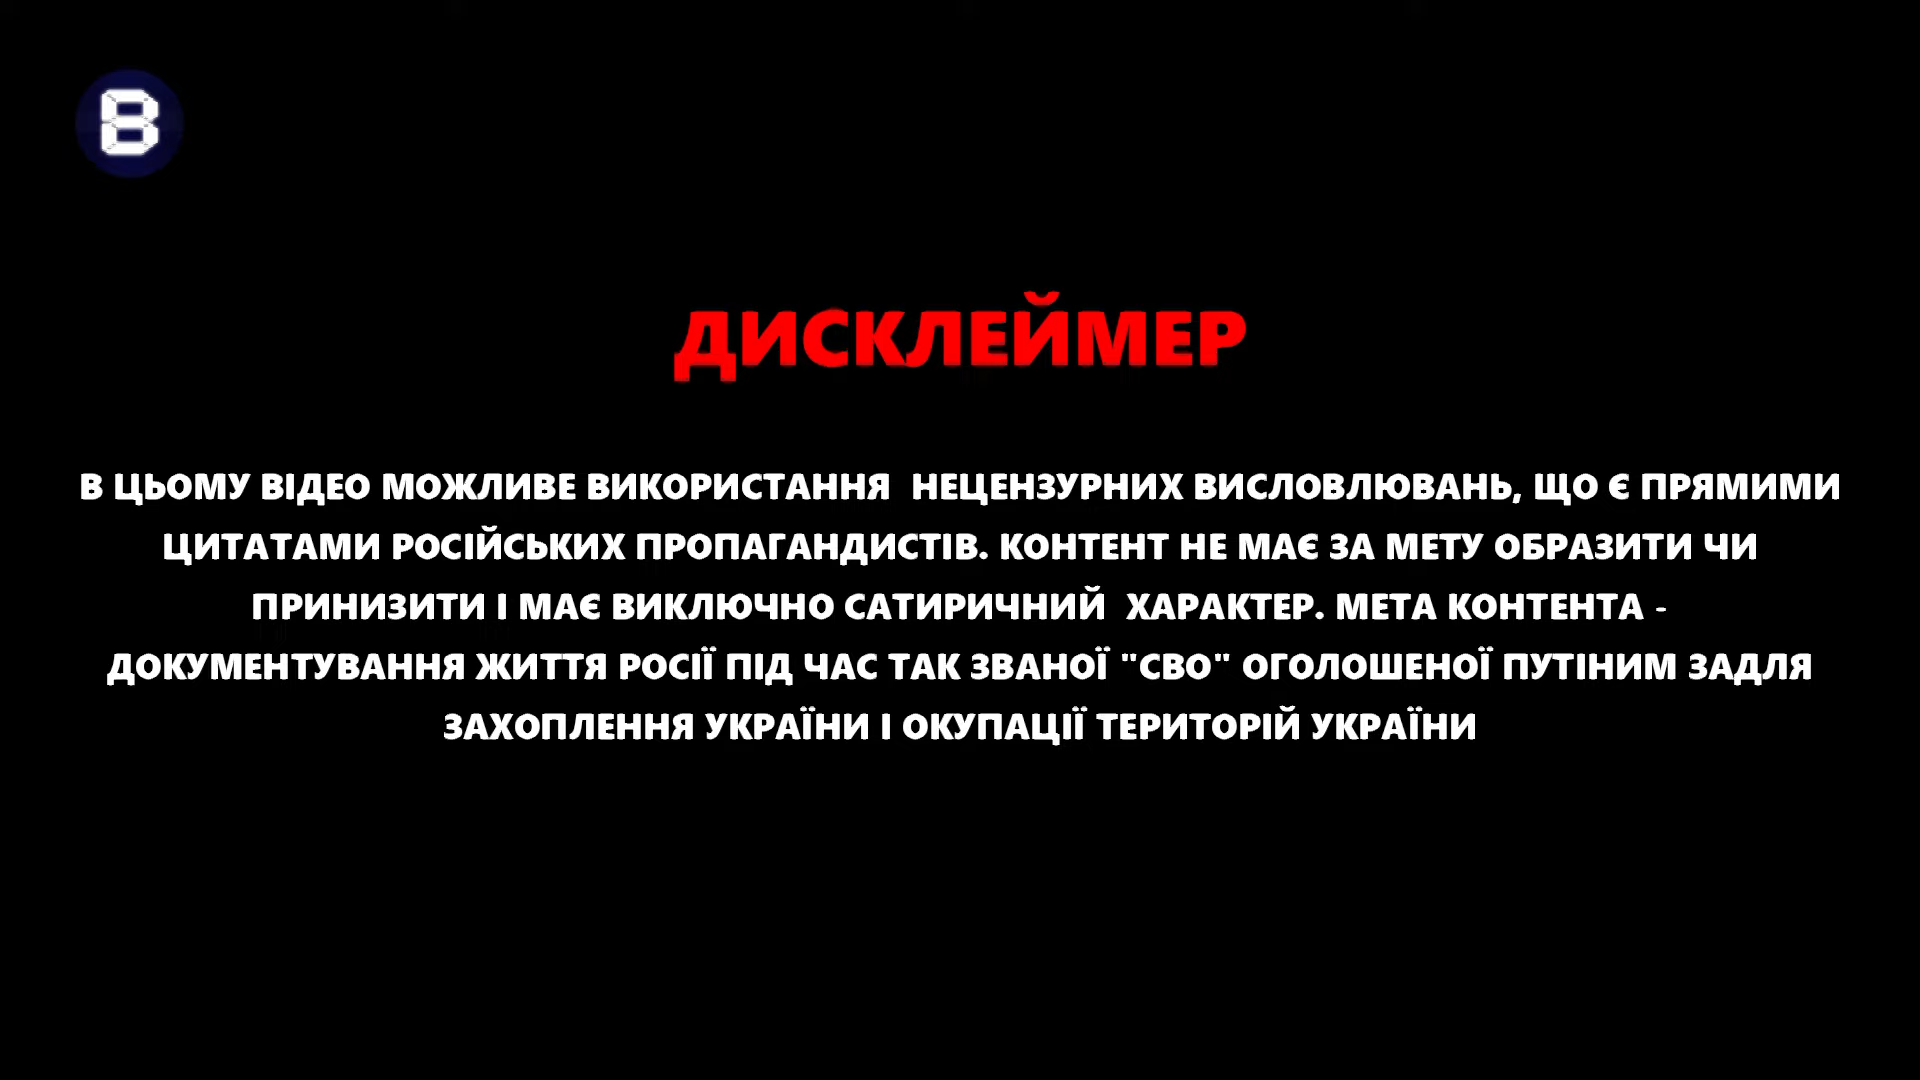 B
ДИСКЛЕЙМЕР
В ЦЬОМУ ВІДЕО МОЖЛИВЕ ВИКОРИСТАННЯ НЕЦЕНЗУРНИХ ВИСЛОВЛЮВАНЬ, ЩО Є ПРЯМИМИ
ЦИТАТАМИ РОСІЙСЬКИХ ПРОПАГАНДИСТІВ. КОНТЕНТ НЕ МАЄ ЗА МЕТУ ОБРАЗИТИ ЧИ
ПРИНИЗИТИ І МАЄ ВИКЛЮЧНО САТИРИЧНИЙ ХАРАКТЕР. МЕТА КОНТЕНТА -
ДОКУМЕНТУВАННЯ ЖИТТЯ РОСІЇ ПІД ЧАС ТАК ЗВАНОЇ "СВО" ОГОЛОШЕНОЇ ПУТІНИМ ЗАДЛЯ
ЗАХОПЛЕННЯ УКРАЇНИ І ОКУПАЦІЇ ТЕРИТОРІЙ УКРАЇНИ